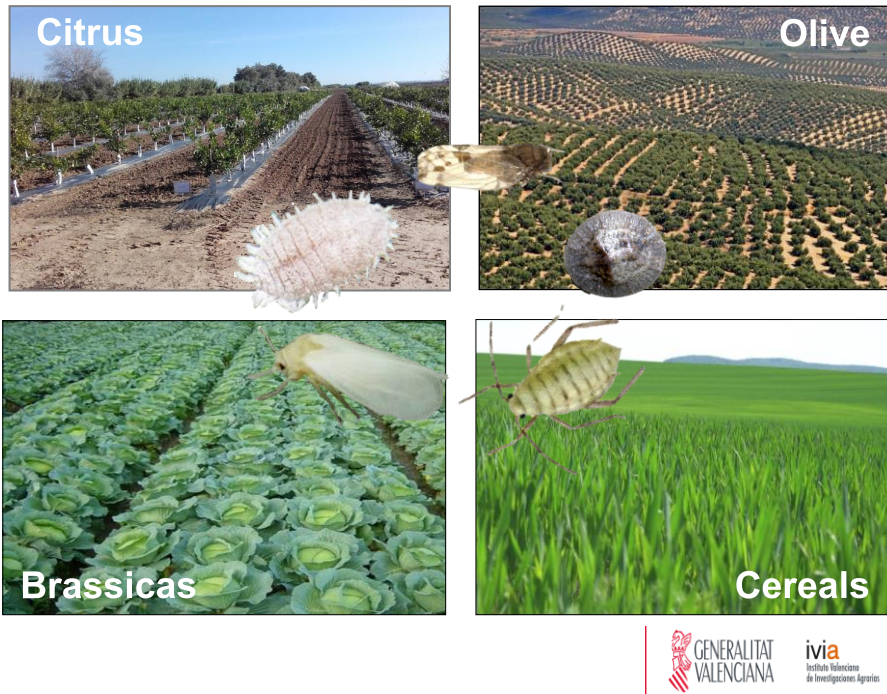 Citrus
Olive
Brassicas
Cereals
GENERALITAT
VALENCIANA
ivia
Instituto Valenciano
de Investigaciones Agrarias